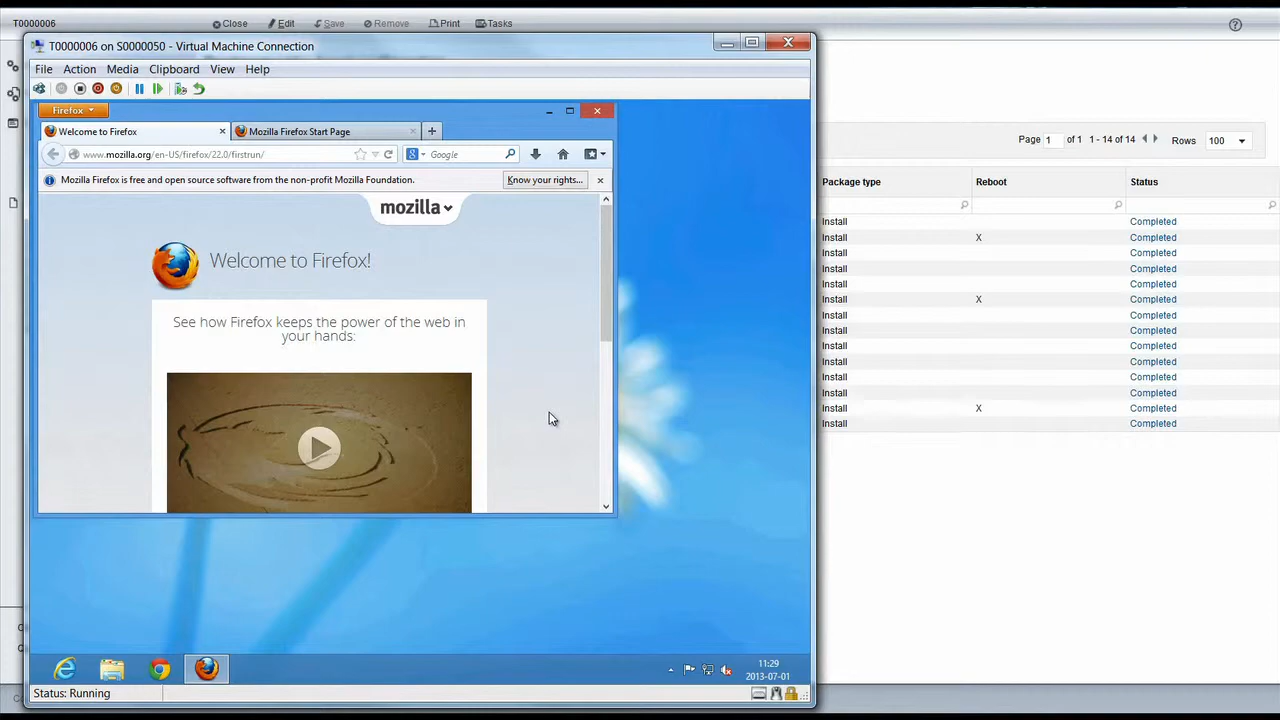 T0000006
Close
Edit
Save
Remove
Print
Tasks
T0000006 on S0000050 - Virtual Machine Connection
File
Action
Media
Clipboard
View
Help
Firefox
Welcome to Firefox
Mozilla Firefox Start Page
www.mozilla.org/en-US/firefox/22.0/firstrun/
Google
Mozilla Firefox is free and open source software from the non-profit Mozilla Foundation.
Know your rights...
mozilla
Welcome to Firefox!
See how Firefox keeps the power of the web in
your hands:
11:29
2013-07-01
Status: Running
Page 1 of 1 1 - 14 of 14 Rows 100
Package type Reboot Status
Install Completed
Install X Completed
Install Completed
Install Completed
Install Completed
Install X Completed
Install Completed
Install Completed
Install Completed
Install Completed
Install Completed
Install Completed
Install X Completed
Install Completed